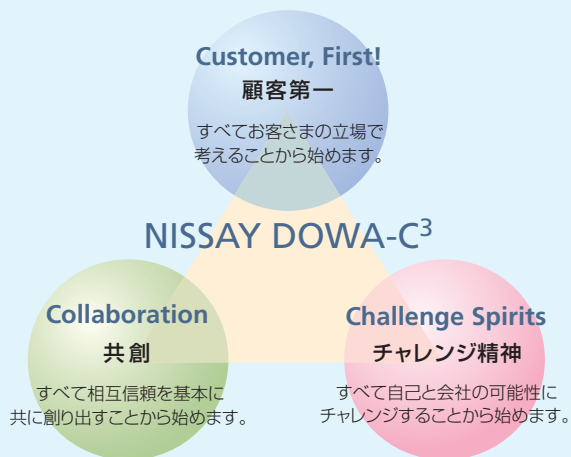 Customer, First!
顧客第一
すべてお客さまの立場で
考えることから始めます。
NISSAY DOWA-C³
Collaboration
共創
すべて相互信頼を基本に
共に創り出すことから始めます。
Challenge Spirits
チャレンジ精神
すべて自己と会社の可能性に
チャレンジすることから始めます。